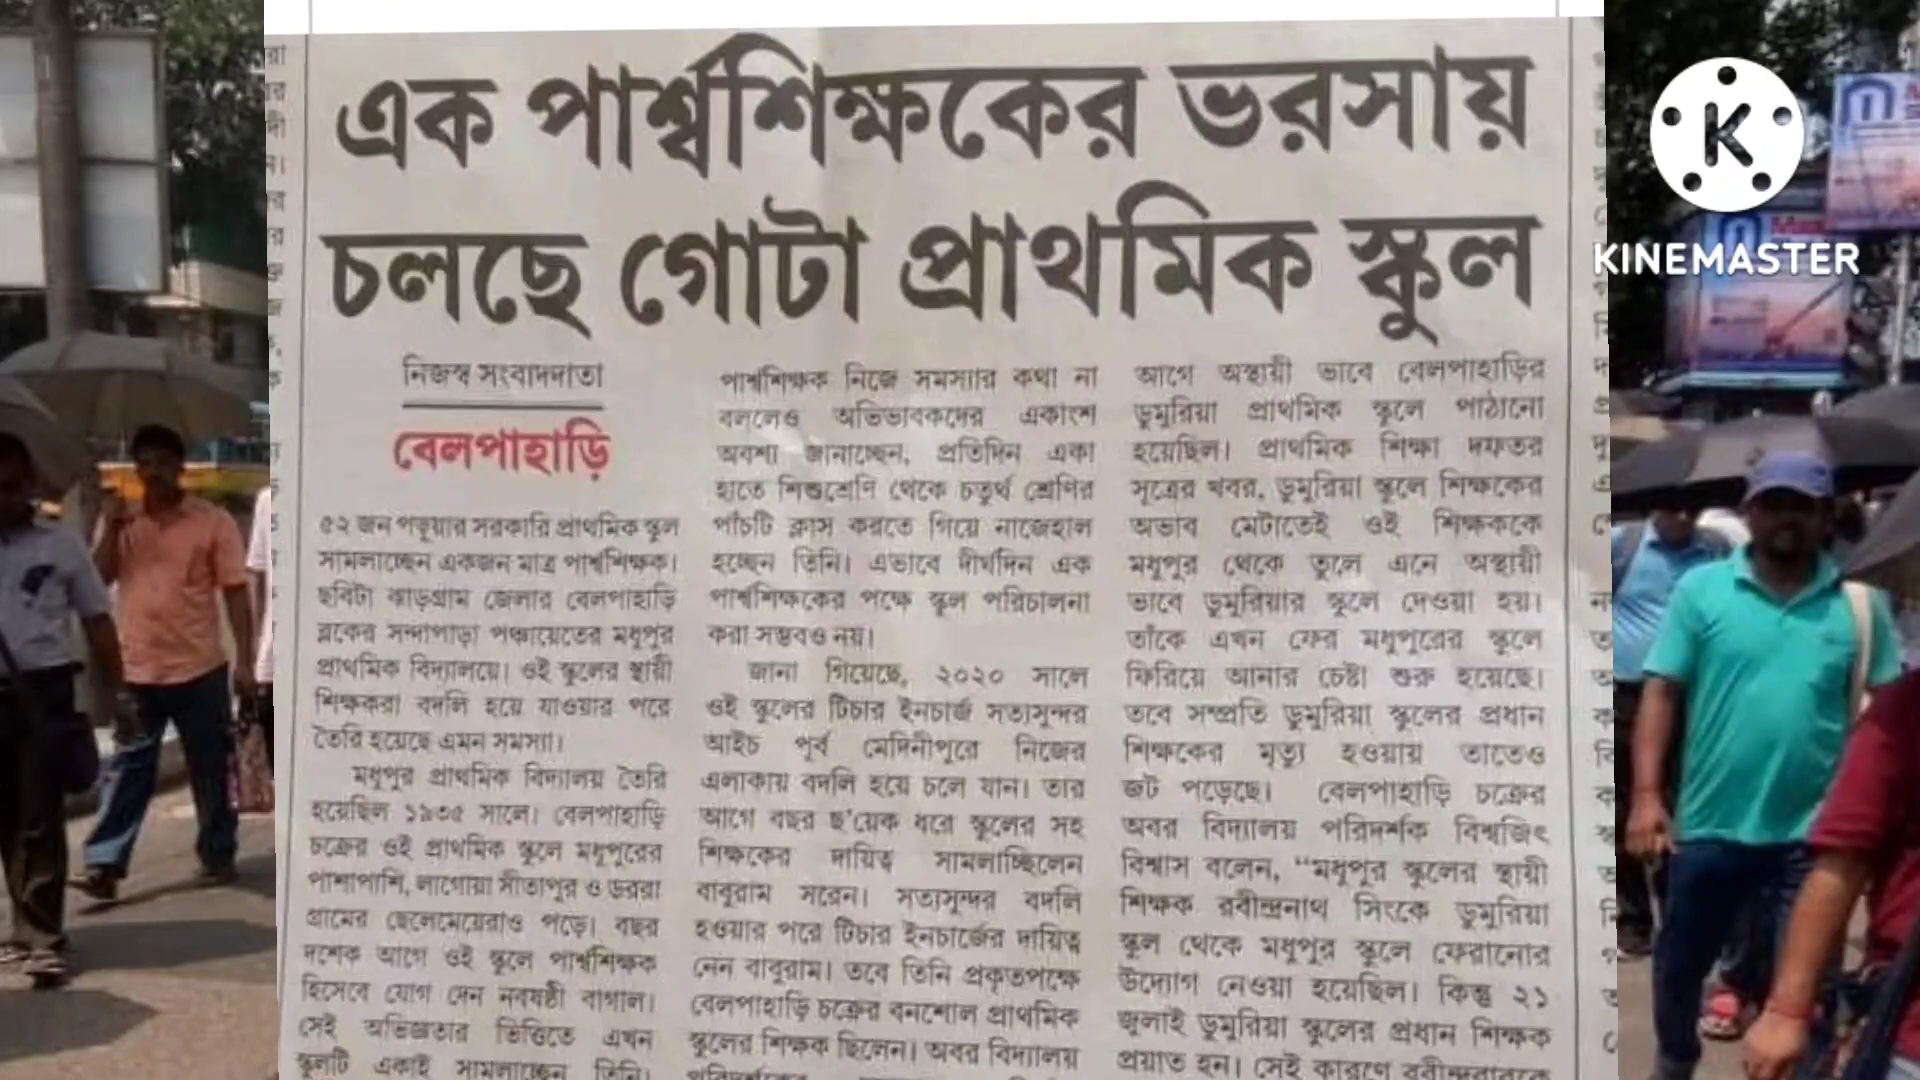 এক পার্শ্বশিক্ষকের ভরসায়
চলছে গোটা প্রাথমিক স্কুল
নিজস্ব সংবাদদাতা
বেলপাহাড়ি
৫২ জন পড়ুয়ার সরকারি প্রাথমিক স্কুল
সামলাচ্ছেন একজন মাত্র পার্শ্বশিক্ষক।
ছবিটা ঝাড়গ্রাম জেলার বেলপাহাড়ি
ব্লকের সন্দাপাড়া পঞ্চায়েতের মধুপুর
প্রাথমিক বিদ্যালয়ে। ওই স্কুলের স্থায়ী
শিক্ষকরা বদলি হয়ে যাওয়ার পরে
তৈরি হয়েছে এমন সমস্যা।
মধুপুর প্রাথমিক বিদ্যালয় তৈরি
হয়েছিল ১৯৩৫ সালে। বেলপাহাড়ি
চক্রের ওই প্রাথমিক স্কুলে মধুপুরের
পাশাপাশি, লাগোয়া সীতাপুর ও ডররা
গ্রামের ছেলেমেয়েরাও পড়ে। বছর
দশেক আগে ওই স্কুলে পার্শ্বশিক্ষক
হিসেবে যোগ দেন নবষষ্ঠী বাগাল।
সেই অভিজ্ঞতার ভিত্তিতে এখন
স্কুলটি একাই সামলাচ্ছেন তিনি।
পার্শ্বশিক্ষক নিজে সমস্যার কথা না
বললেও অভিভাবকদের একাংশ
অবশ্য জানাচ্ছেন, প্রতিদিন একা
হাতে শিশুশ্রেণি থেকে চতুর্থ শ্রেণির
পাঁচটি ক্লাস করতে গিয়ে নাজেহাল
হচ্ছেন তিনি। এভাবে দীর্ঘদিন এক
পার্শ্বশিক্ষকের পক্ষে স্কুল পরিচালনা
করা সম্ভবও নয়।
জানা গিয়েছে, ২০২০ সালে
ওই স্কুলের টিচার ইনচার্জ সত্যসুন্দর
আইচ পূর্ব মেদিনীপুরে নিজের
এলাকায় বদলি হয়ে চলে যান। তার
আগে বছর ছ'য়েক ধরে স্কুলের সহ
শিক্ষকের দায়িত্ব সামলাচ্ছিলেন
বাবুরাম সরেন। সত্যসুন্দর বদলি
হওয়ার পরে টিচার ইনচার্জের দায়িত্ব
নেন বাবুরাম। তবে তিনি প্রকৃতপক্ষে
বেলপাহাড়ি চক্রের বনশোল প্রাথমিক
স্কুলের শিক্ষক ছিলেন। অবর বিদ্যালয়
আগে অস্থায়ী ভাবে বেলপাহাড়ির
ডুমুরিয়া প্রাথমিক স্কুলে পাঠানো
হয়েছিল। প্রাথমিক শিক্ষা দফতর
সূত্রের খবর, ডুমুরিয়া স্কুলে শিক্ষকের
অভাব মেটাতেই ওই শিক্ষককে
মধুপুর থেকে তুলে এনে অস্থায়ী
ভাবে ডুমুরিয়ার স্কুলে দেওয়া হয়।
তাঁকে এখন ফের মধুপুরের স্কুলে
ফিরিয়ে আনার চেষ্টা শুরু হয়েছে।
তবে সম্প্রতি ডুমুরিয়া স্কুলের প্রধান
শিক্ষকের মৃত্যু হওয়ায় তাতেও
জট পড়েছে। বেলপাহাড়ি চক্রের
অবর বিদ্যালয় পরিদর্শক বিশ্বজিৎ
বিশ্বাস বলেন, “মধুপুর স্কুলের স্থায়ী
শিক্ষক রবীন্দ্রনাথ সিংকে ডুমুরিয়া
স্কুল থেকে মধুপুর স্কুলে ফেরানোর
উদ্যোগ নেওয়া হয়েছিল। কিন্তু ২১
জুলাই ডুমুরিয়া স্কুলের প্রধান শিক্ষক
প্রয়াত হন। সেই কারণে রবীন্দ্রবাবুকে
K
KINEMASTER